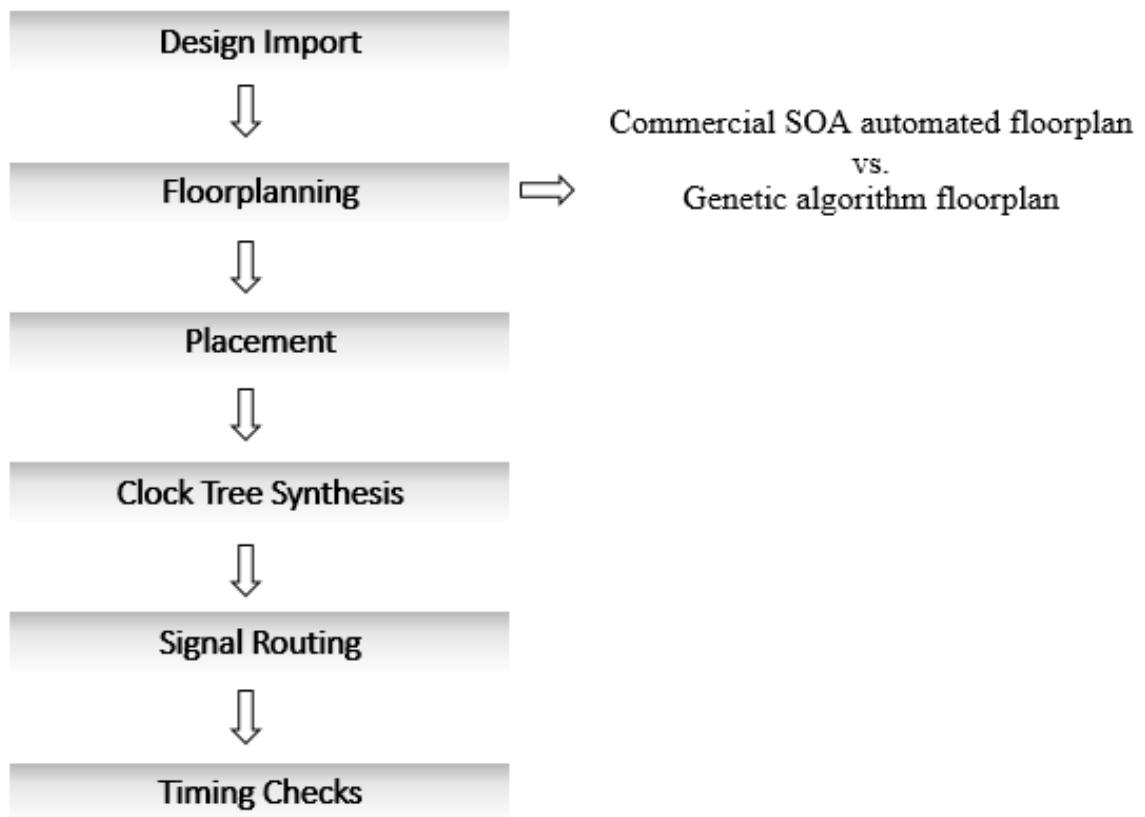 Design Import
Commercial SOA automated floorplan
vs.
Floorplanning
Genetic algorithm floorplan
Placement
Clock Tree Synthesis
Signal Routing
Timing Checks